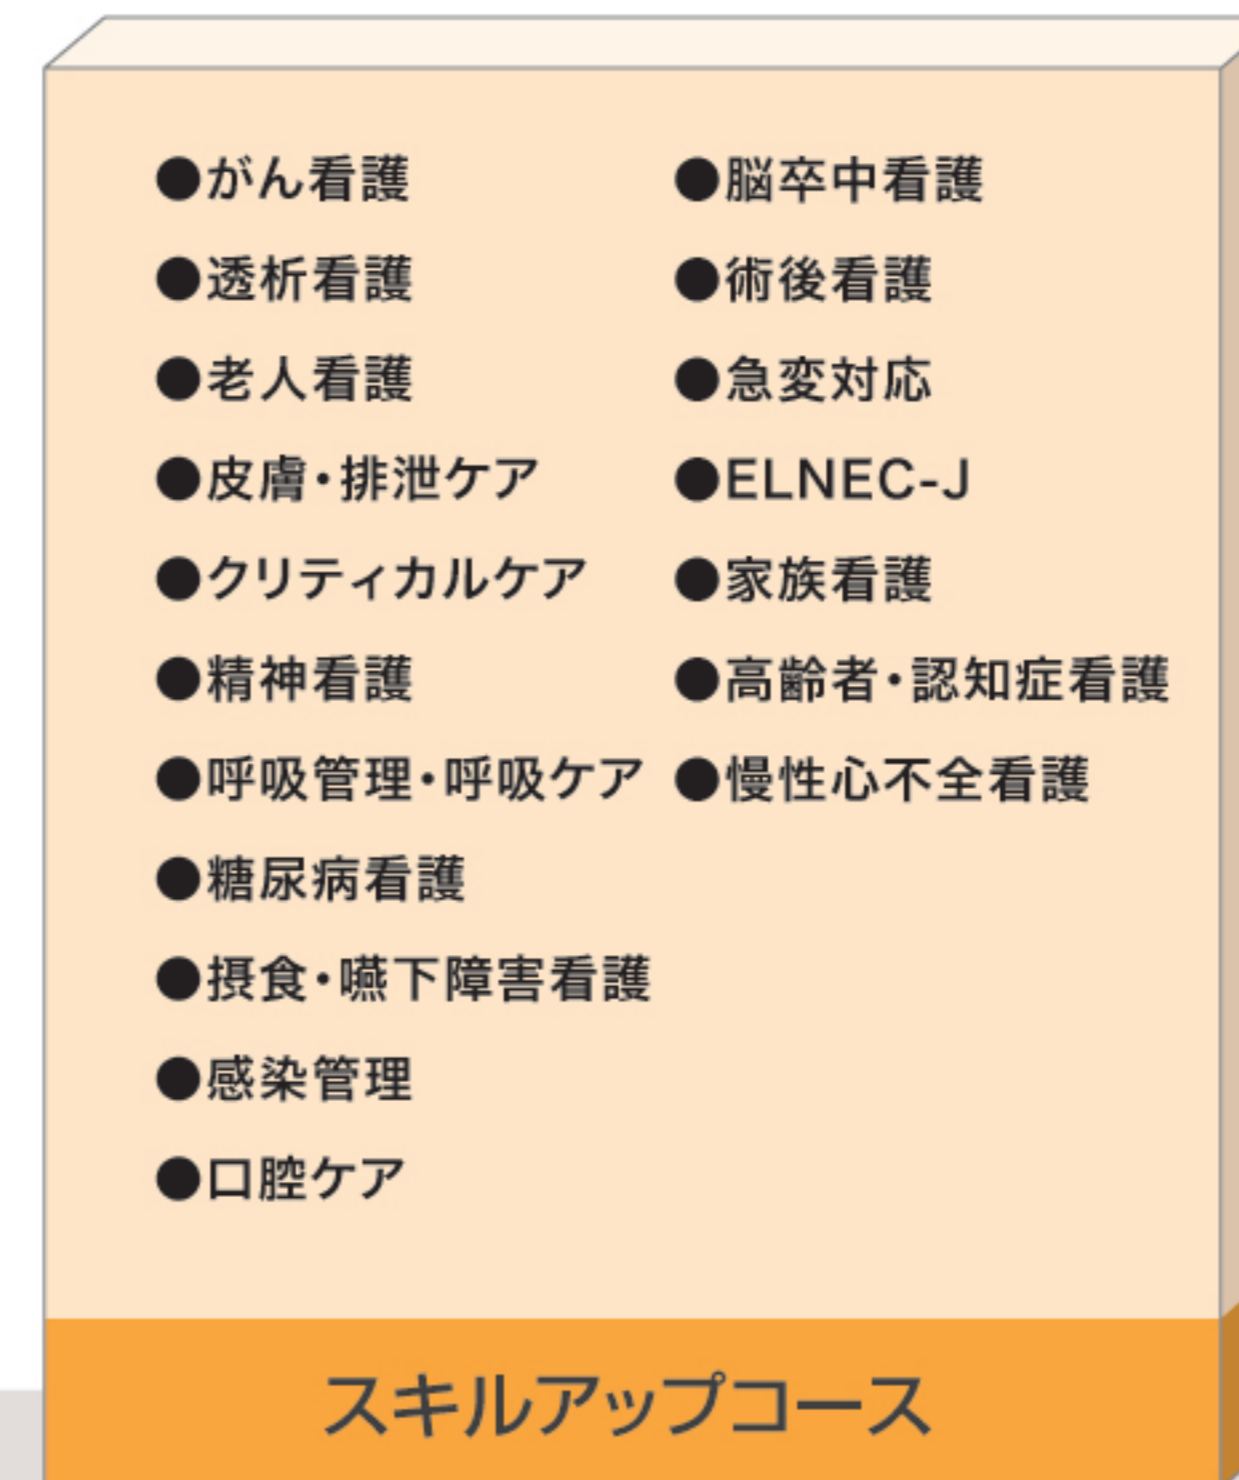 ●がん看護
●透析看護
●老人看護
●皮膚・排泄ケア
●クリティカルケア
●精神看護
●呼吸管理・呼吸ケア
●糖尿病看護
●摂食・嚥下障害看護
●感染管理
●口腔ケア
●脳卒中看護
●術後看護
●急変対応
●ELNEC-J
●家族看護
●高齢者・認知症看護
●慢性心不全看護
スキルアップコース